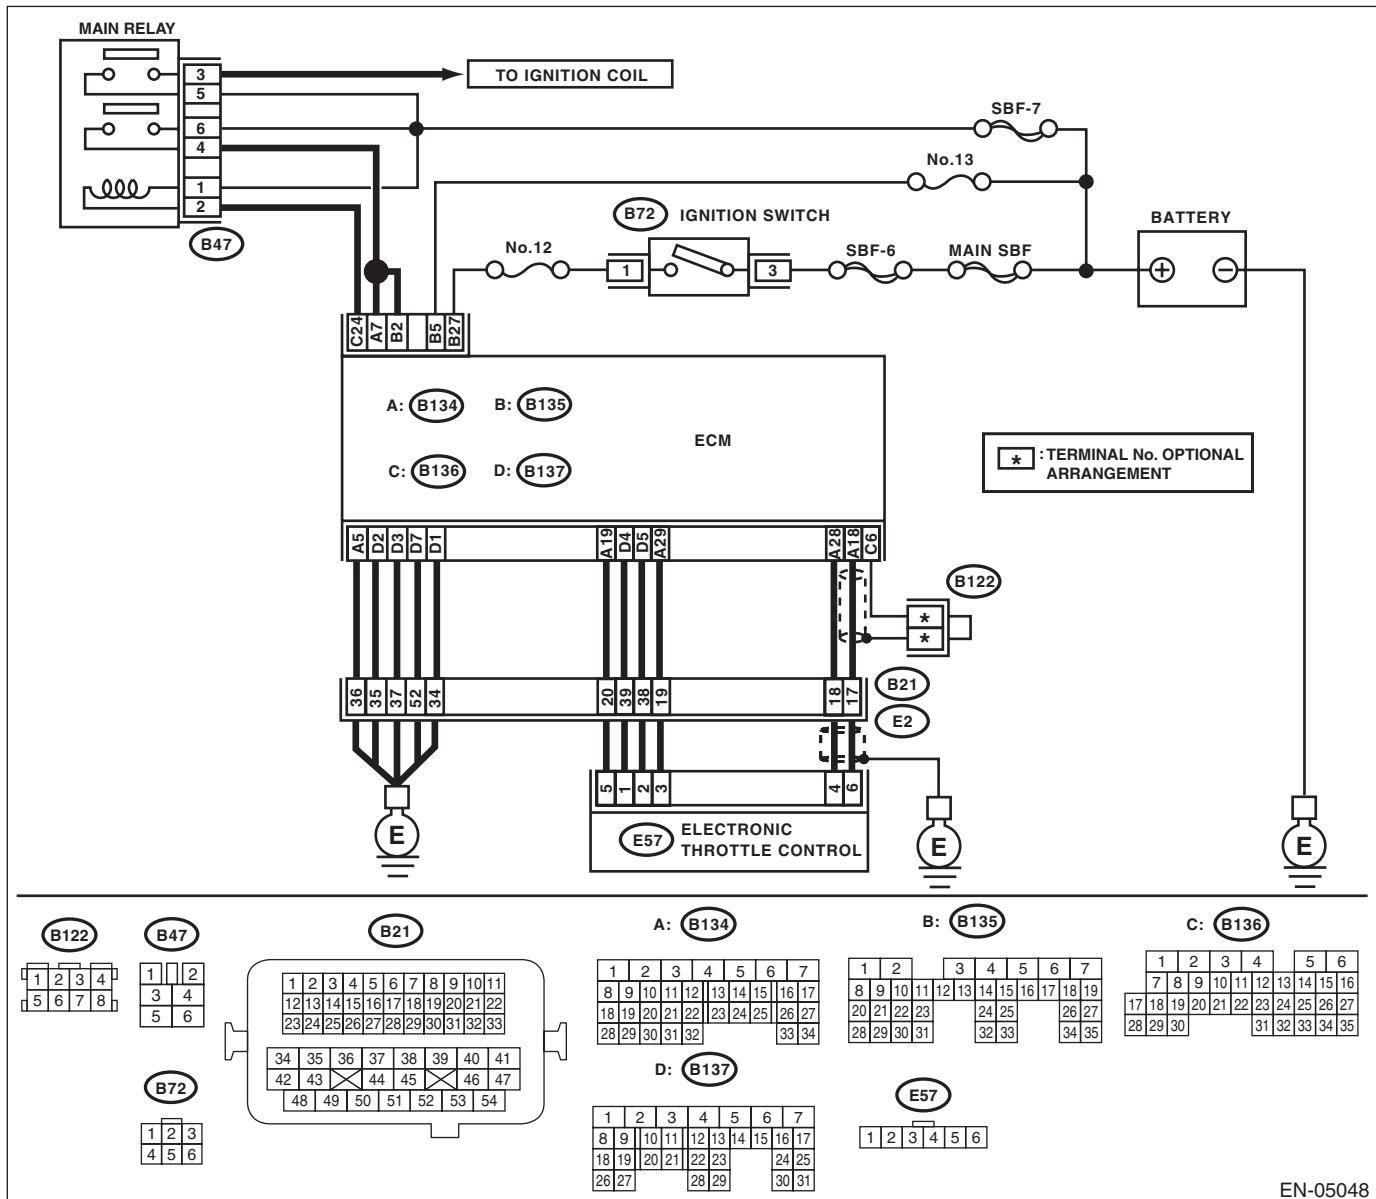 MAIN RELAY
3
5
6
4
1
2
B47
TO IGNITION COIL
SBF-7
No.13
B72 IGNITION SWITCH
No.12
1
3
SBF-6
MAIN SBF
BATTERY
+ −
C24 A7 B2 B5 B27
A: B134 B: B135
C: B136 D: B137
ECM
* : TERMINAL No. OPTIONAL
ARRANGEMENT
A5 D2 D3 D7 D1 A19 D4 D5 A29 A28 A18 C6
B122
*
*
36 35 37 52 34 20 39 38 19 18 17
B21
E2
5 1 2 3 4 6
E57 ELECTRONIC
THROTTLE CONTROL
E
E
E
B122
1 2 3 4
5 6 7 8
B47
1 2
3 4
5 6
B72
1 2 3
4 5 6
B21
1 2 3 4 5 6 7 8 9 10 11
12 13 14 15 16 17 18 19 20 21 22
23 24 25 26 27 28 29 30 31 32 33
34 35 36 37 38 39 40 41
42 43 44 45 46 47
48 49 50 51 52 53 54
A: B134
1 2 3 4 5 6 7
8 9 10 11 12 13 14 15 16 17
18 19 20 21 22 23 24 25 26 27
28 29 30 31 32 33 34
B: B135
1 2 3 4 5 6 7
8 9 10 11 12 13 14 15 16 17 18 19
20 21 22 23 24 25 26 27
28 29 30 31 32 33 34 35
C: B136
1 2 3 4 5 6
7 8 9 10 11 12 13 14 15 16
17 18 19 20 21 22 23 24 25 26 27
28 29 30 31 32 33 34 35
D: B137
1 2 3 4 5 6 7
8 9 10 11 12 13 14 15 16 17
18 19 20 21 22 23 24 25
26 27 28 29 30 31
E57
1 2 3 4 5 6
EN-05048